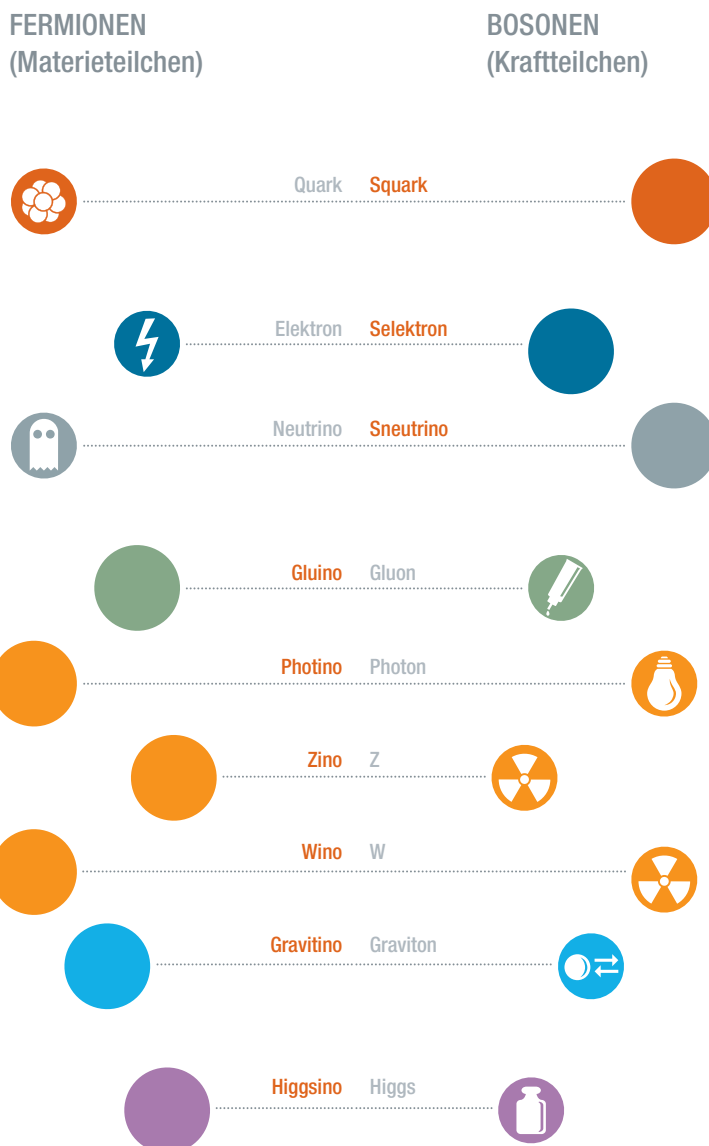 FERMIONEN
(Materieteilchen)
BOSONEN
(Kraftteilchen)
Quark Squark
Elektron Selektron
Neutrino Sneutrino
Gluino Gluon
Photino Photon
Zino Z
Wino W
Gravitino Graviton
Higgsino Higgs